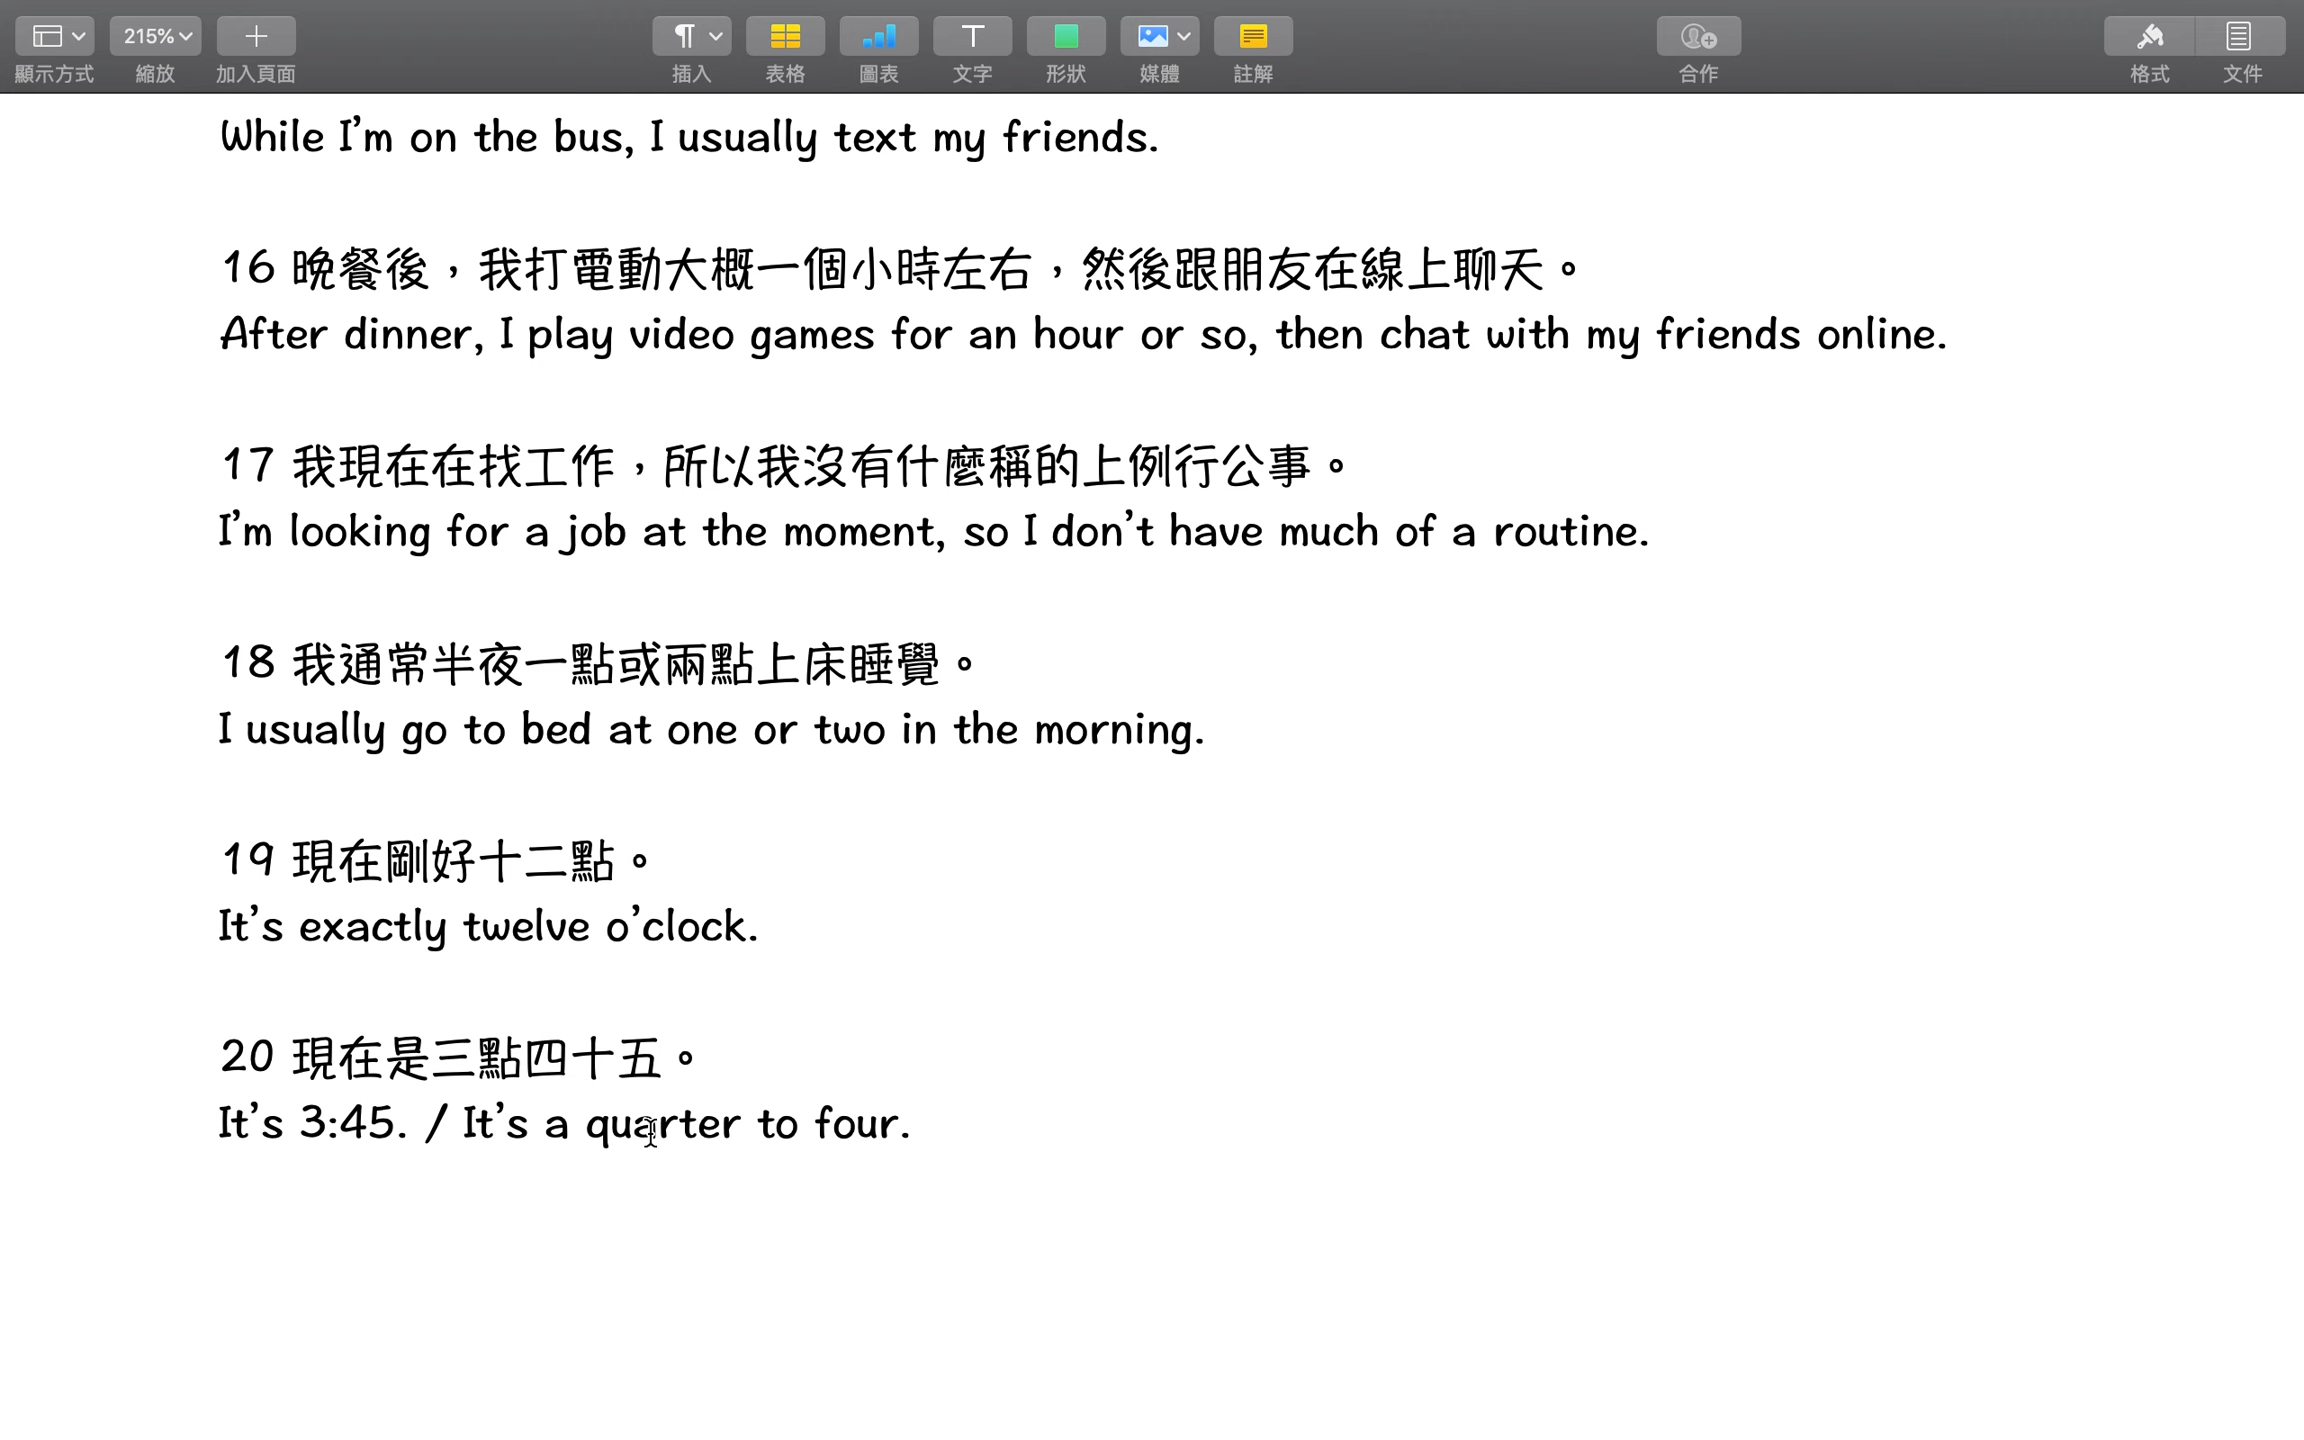 215%
顯示方式
縮放
加入頁面
插入
表格
圖表
文字
形狀
媒體
註解
合作
格式
文件
While I'm on the bus, I usually text my friends.
16 晚餐後，我打電動大概一個小時左右，然後跟朋友在線上聊天。
After dinner, I play video games for an hour or so, then chat with my friends online.
17 我現在在找工作，所以我沒有什麼稱的上例行公事。
I'm looking for a job at the moment, so I don't have much of a routine.
18 我通常半夜一點或兩點上床睡覺。
I usually go to bed at one or two in the morning.
19 現在剛好十二點。
It's exactly twelve o'clock.
20 現在是三點四十五。
It's 3:45. / It's a quarter to four.